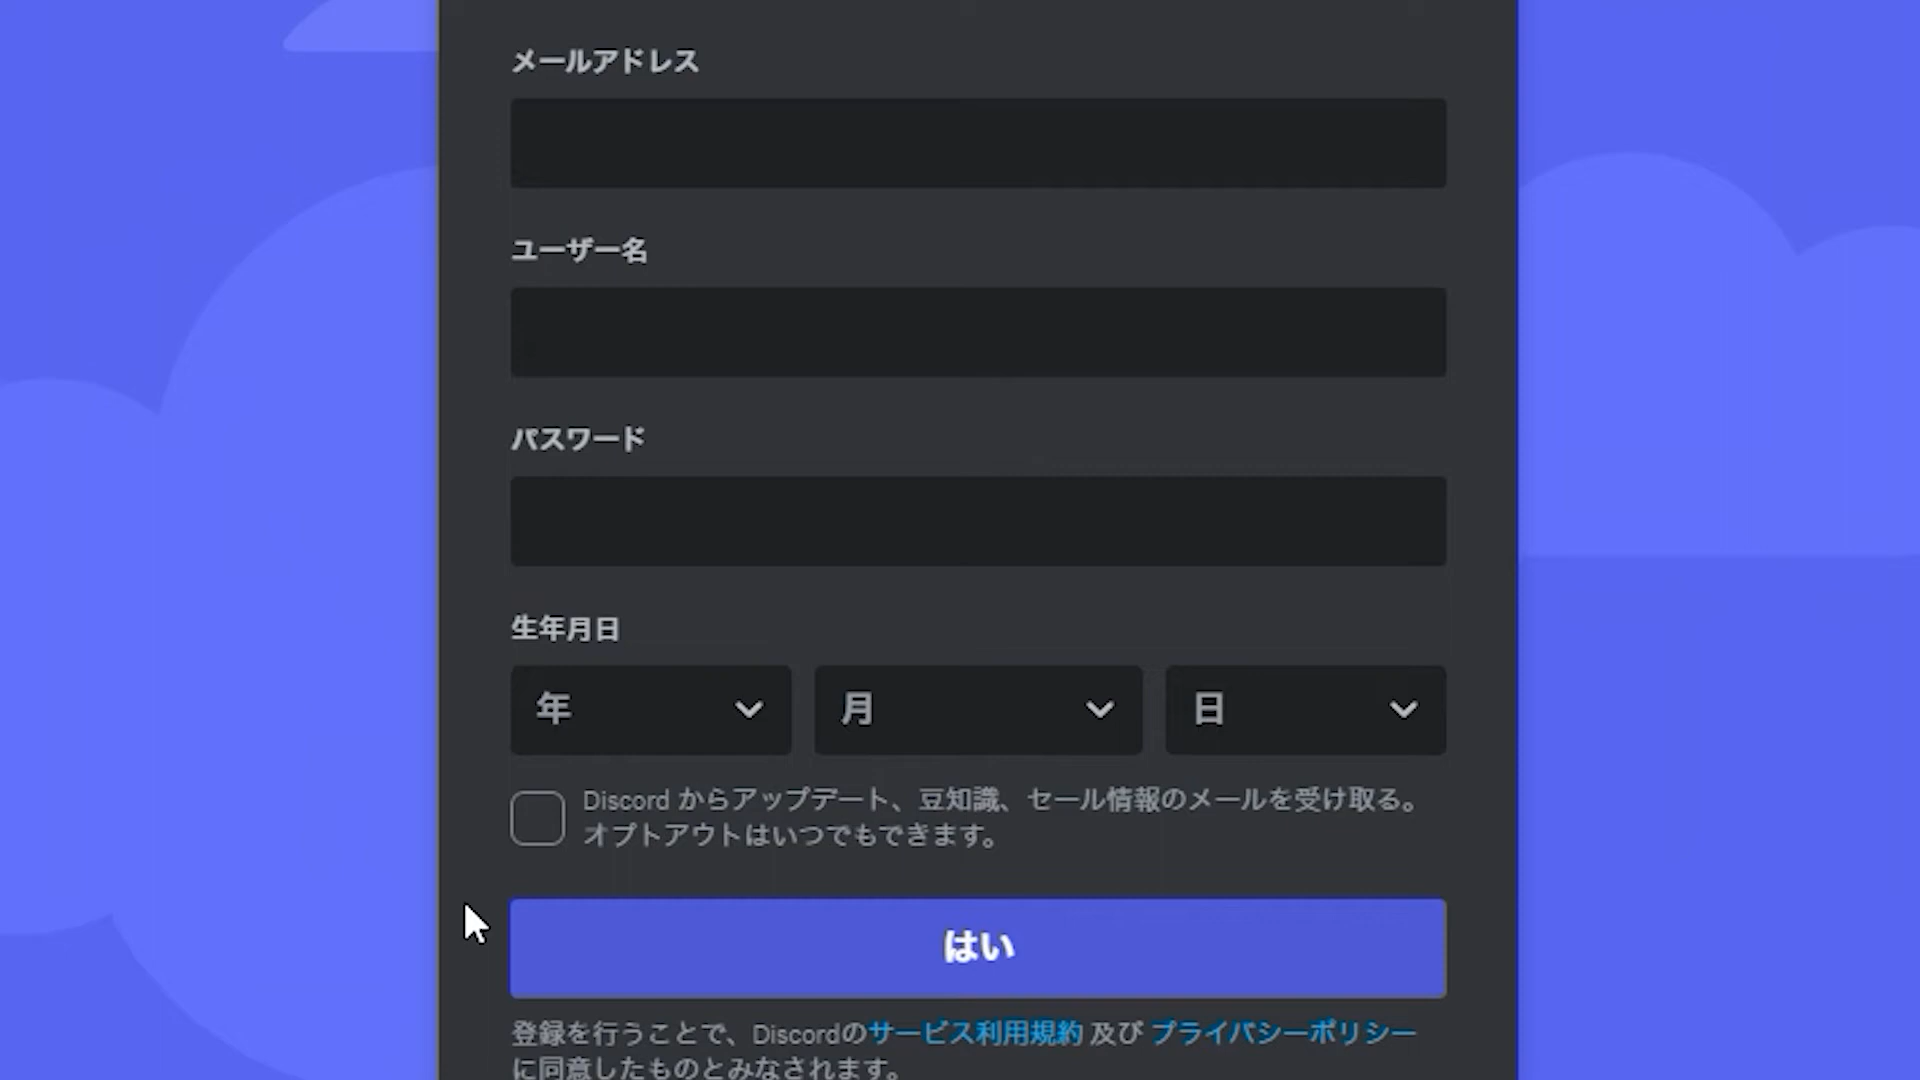 メールアドレス
ユーザー名
パスワード
生年月日
年 月 日
Discord からアップデート、豆知識、セール情報のメールを受け取る。
オプトアウトはいつでもできます。
はい
登録を行うことで、Discordのサービス利用規約 及び プライバシーポリシー
に同意したものとみなされます。